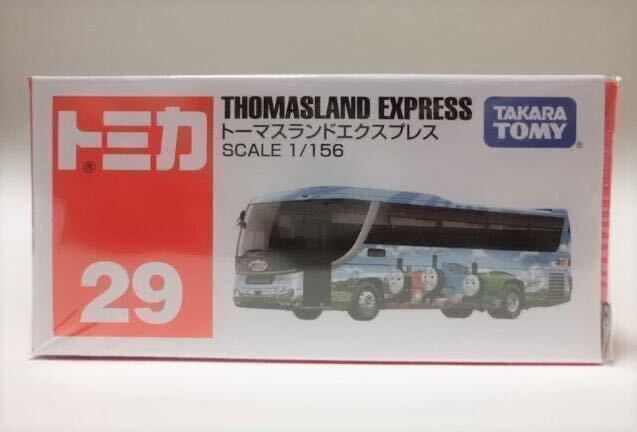 トミカ
®
29
THOMASLAND EXPRESS
トーマスランドエクスプレス
SCALE 1/156
TAKARA
TOMY
®